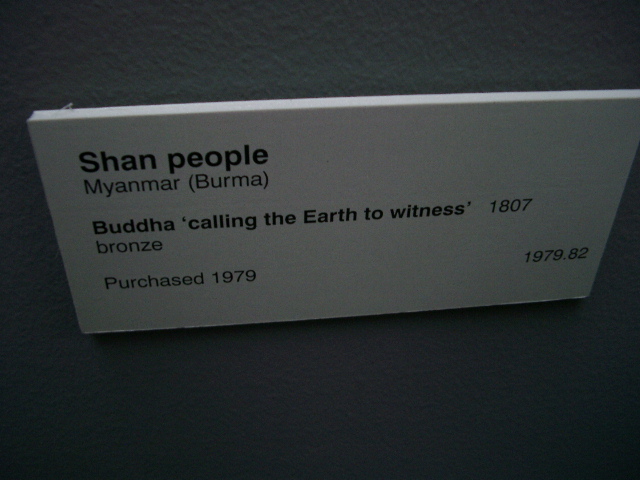 Shan people
Myanmar (Burma)
Buddha ‘calling the Earth to witness’ 1807
bronze
1979.82
Purchased 1979